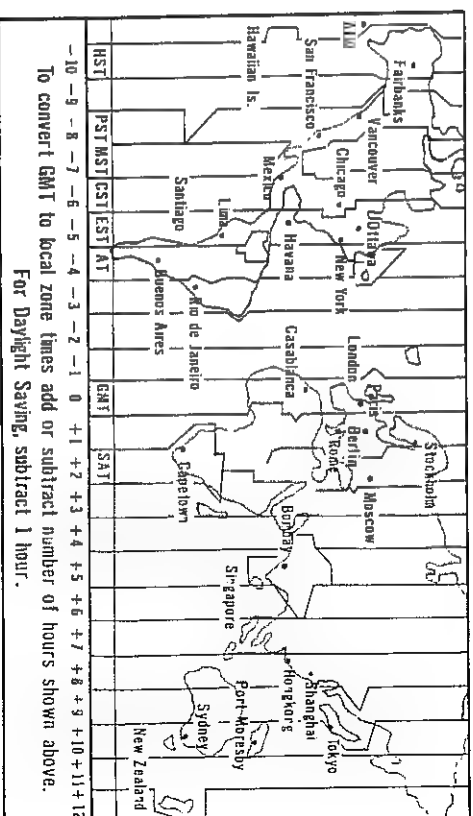 Fairbanks
Vancouver
San Francisco
Hawaiian Is.
Chicago
Mexico
Ottawa
New York
Havana
Lima
Santiago
Rio de Janeiro
Buenos Aires
Stockholm
London
Paris
Berlin
Rome
Moscow
Casablanca
Capetown
Bombay
Singapore
Shanghai
Hongkong
Tokyo
Port Moresby
Sydney
New Zealand
HST PST MST CST EST AT GMT SAT
-10 -9 -8 -7 -6 -5 -4 -3 -2 -1 0 +1 +2 +3 +4 +5 +6 +7 +8 +9 +10 +11 +12
To convert GMT to local zone times add or subtract number of hours shown above.
For Daylight Saving, subtract 1 hour.